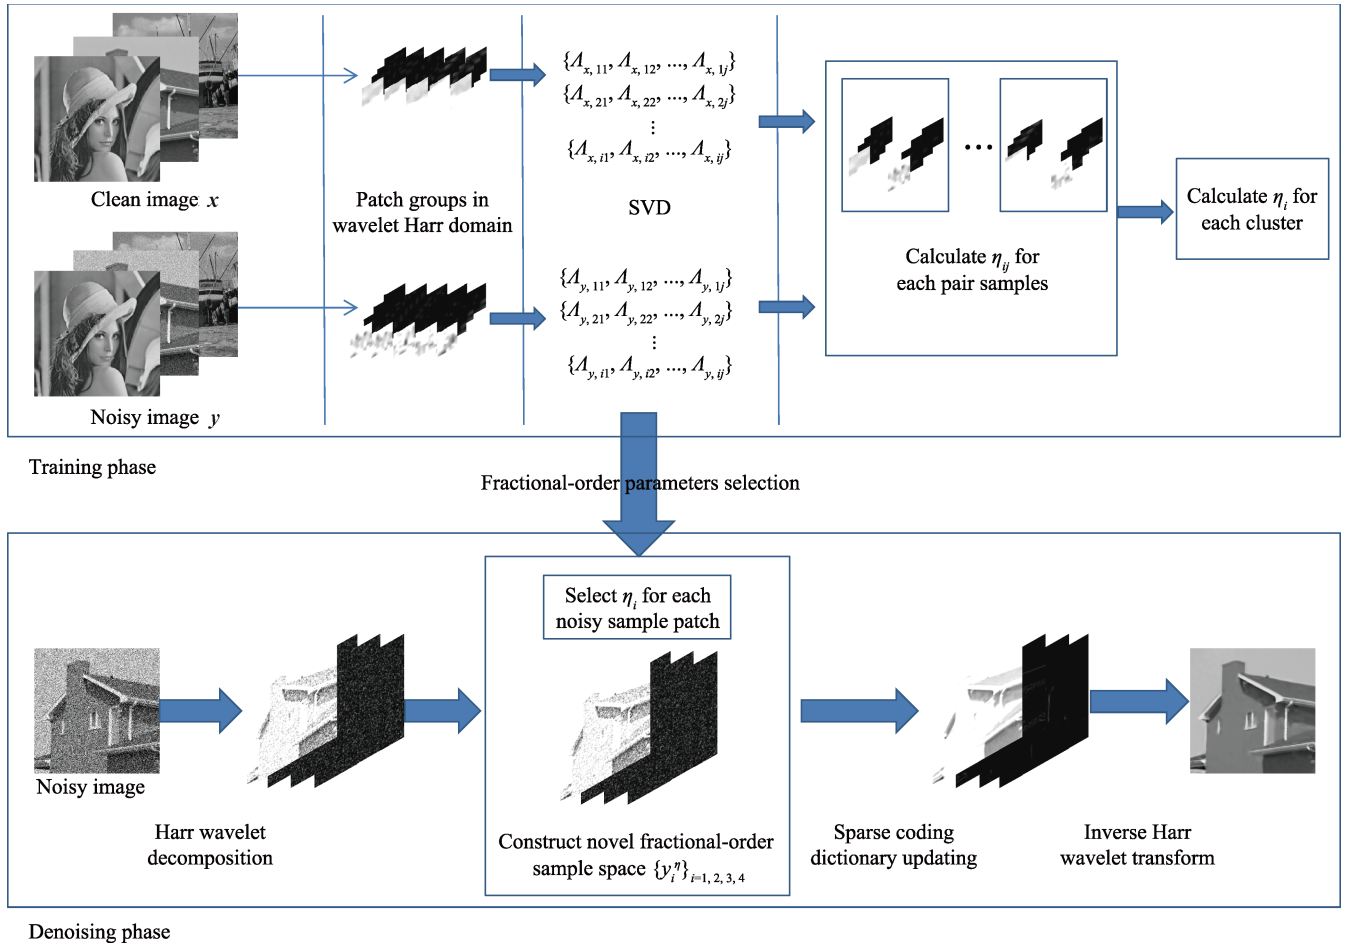 Clean image x
Patch groups in
wavelet Harr domain
{Λx, 11, Λx, 12, ..., Λx, 1j}
{Λx, 21, Λx, 22, ..., Λx, 2j}
⋮
{Λx, i1, Λx, i2, ..., Λx, ij}
SVD
Noisy image y
{Λy, 11, Λy, 12, ..., Λy, 1j}
{Λy, 21, Λy, 22, ..., Λy, 2j}
⋮
{Λy, i1, Λy, i2, ..., Λy, ij}
...
Calculate ηij for
each pair samples
Calculate ηi for
each cluster
Training phase
Fractional-order parameters selection
Select ηi for each
noisy sample patch
Noisy image
Harr wavelet
decomposition
Construct novel fractional-order
sample space {yiη}i=1, 2, 3, 4
Sparse coding
dictionary updating
Inverse Harr
wavelet transform
Denoising phase